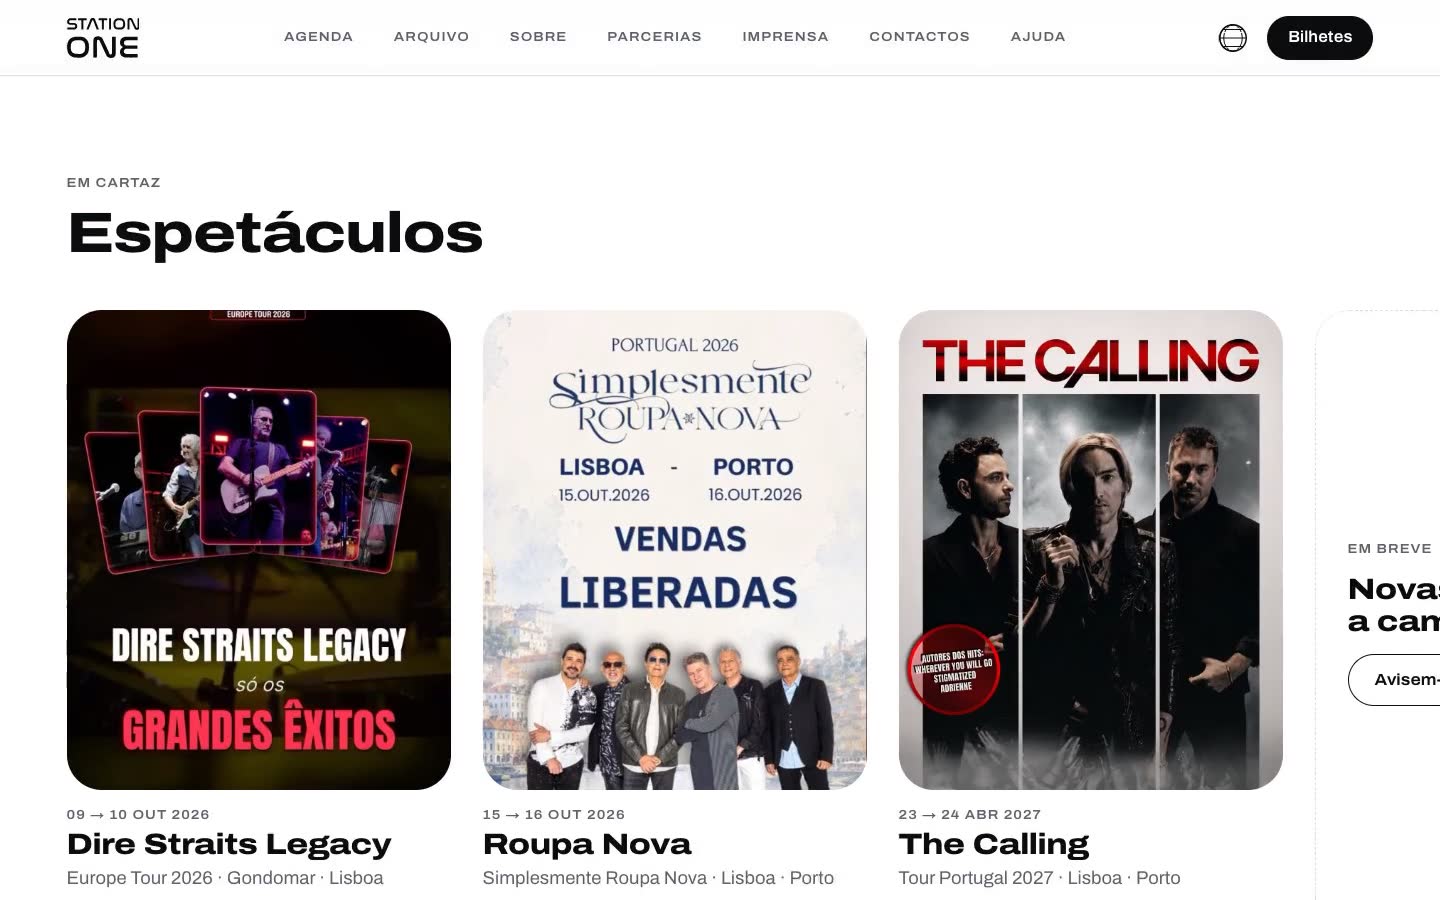 STATION
ONE
AGENDA
ARQUIVO
SOBRE
PARCERIAS
IMPRENSA
CONTACTOS
AJUDA
Bilhetes
EM CARTAZ
Espetáculos
EUROPE TOUR 2026
DIRE STRAITS LEGACY
SÓ OS
GRANDES ÊXITOS
PORTUGAL 2026
Simplesmente
ROUPA NOVA
LISBOA - PORTO
15.OUT.2026 16.OUT.2026
VENDAS
LIBERADAS
THE CALLING
AUTORES DOS HITS:
WHEREVER YOU WILL GO
STIGMATIZED
ADRIENNE
EM BREVE
Novas
a cam
Avisem-
09 → 10 OUT 2026
Dire Straits Legacy
Europe Tour 2026 · Gondomar · Lisboa
15 → 16 OUT 2026
Roupa Nova
Simplesmente Roupa Nova · Lisboa · Porto
23 → 24 ABR 2027
The Calling
Tour Portugal 2027 · Lisboa · Porto